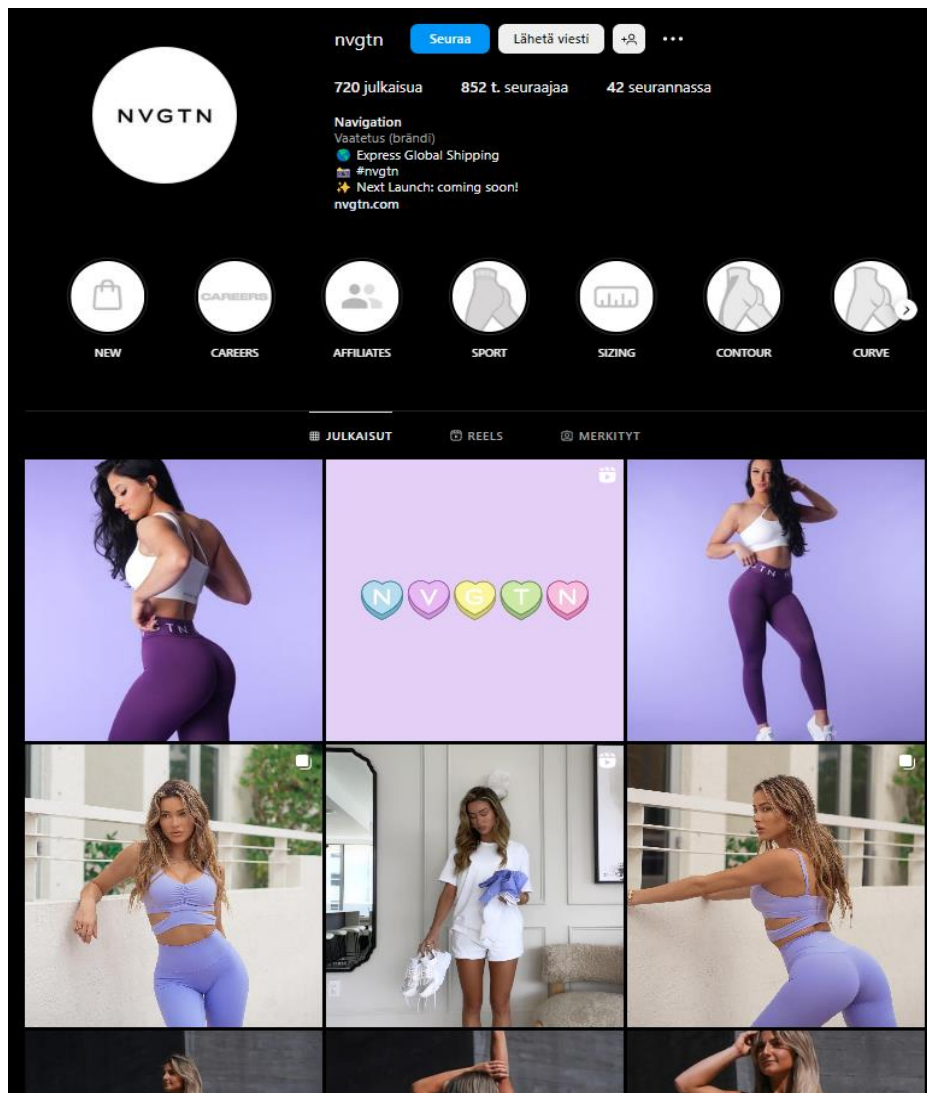 NVGTN
nvgtn Seuraa Lähetä viesti
720 julkaisua 852 t. seuraajaa 42 seurannassa
Navigation
Vaatetus (brändi)
Express Global Shipping
#nvgtn
Next Launch: coming soon!
nvgtn.com
CAREERS
NEW CAREERS AFFILIATES SPORT SIZING CONTOUR CURVE
JULKAISUT REELS MERKITYT
N V G T N